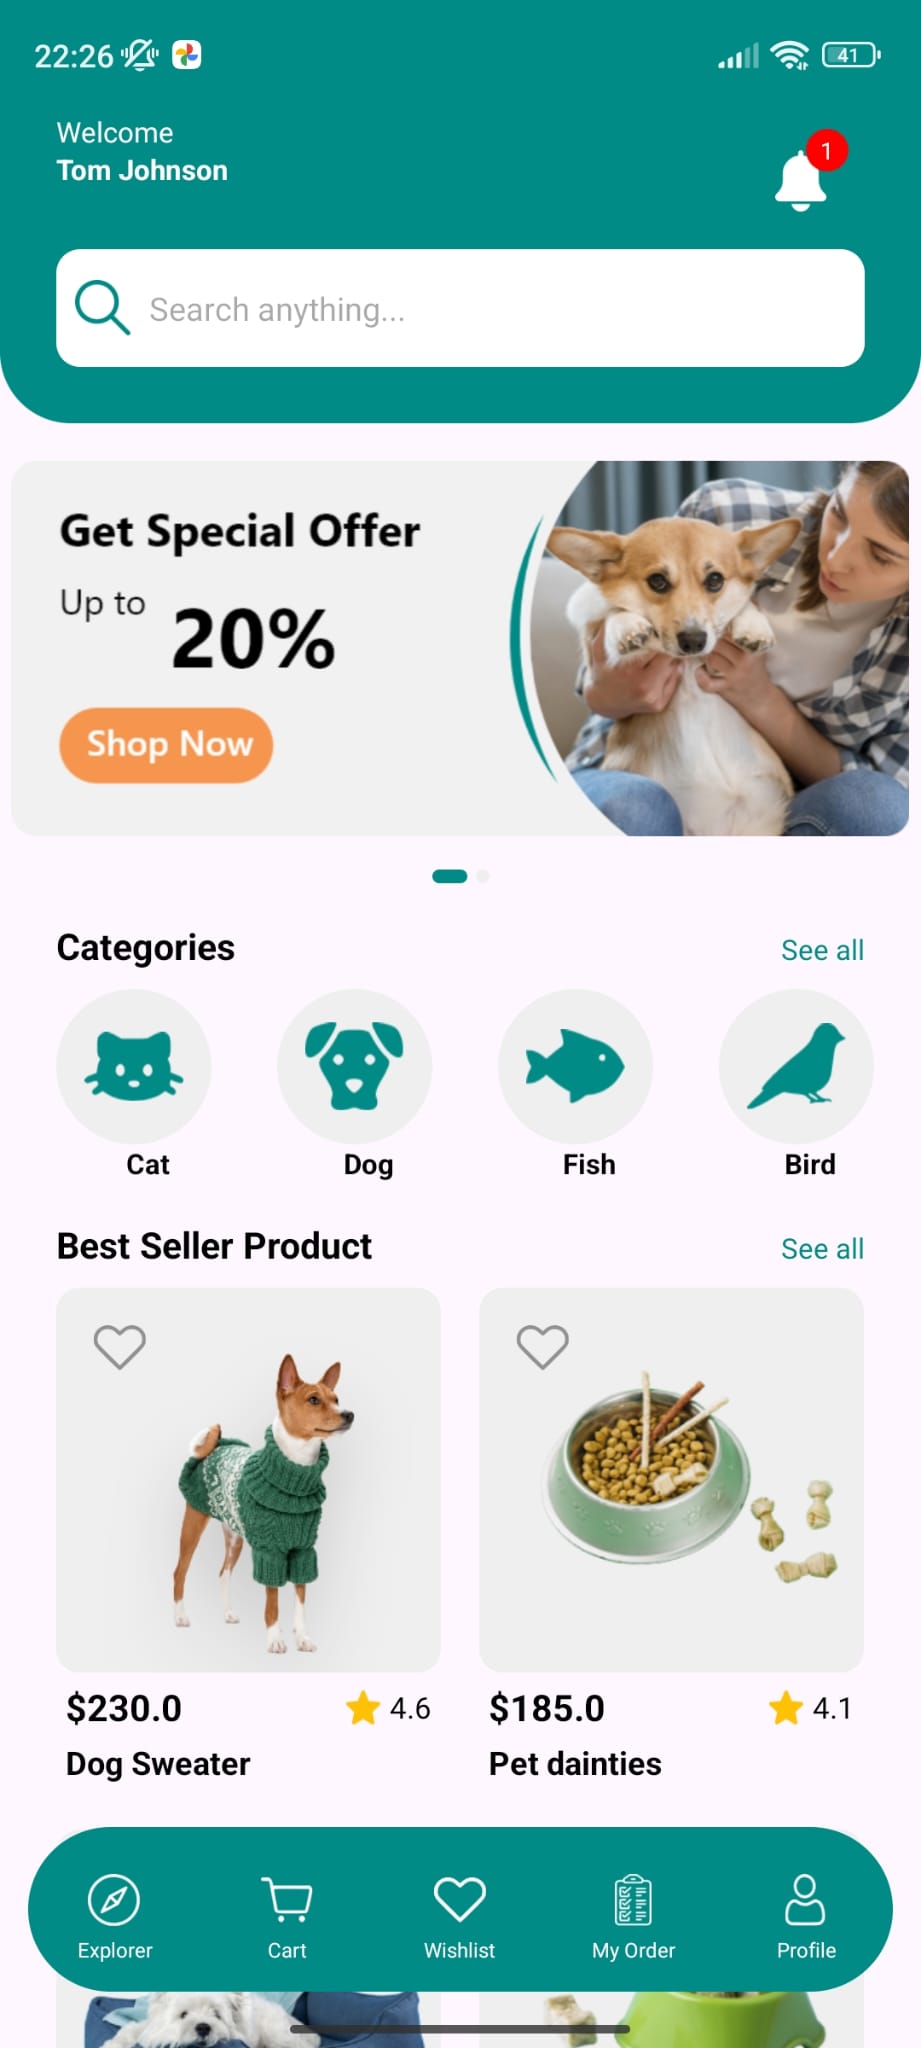 22:26
41
Welcome
Tom Johnson
1
Search anything...
Get Special Offer
Up to
20%
Shop Now
Categories
See all
Cat
Dog
Fish
Bird
Best Seller Product
See all
$230.0
4.6
$185.0
4.1
Dog Sweater
Pet dainties
Explorer
Cart
Wishlist
My Order
Profile